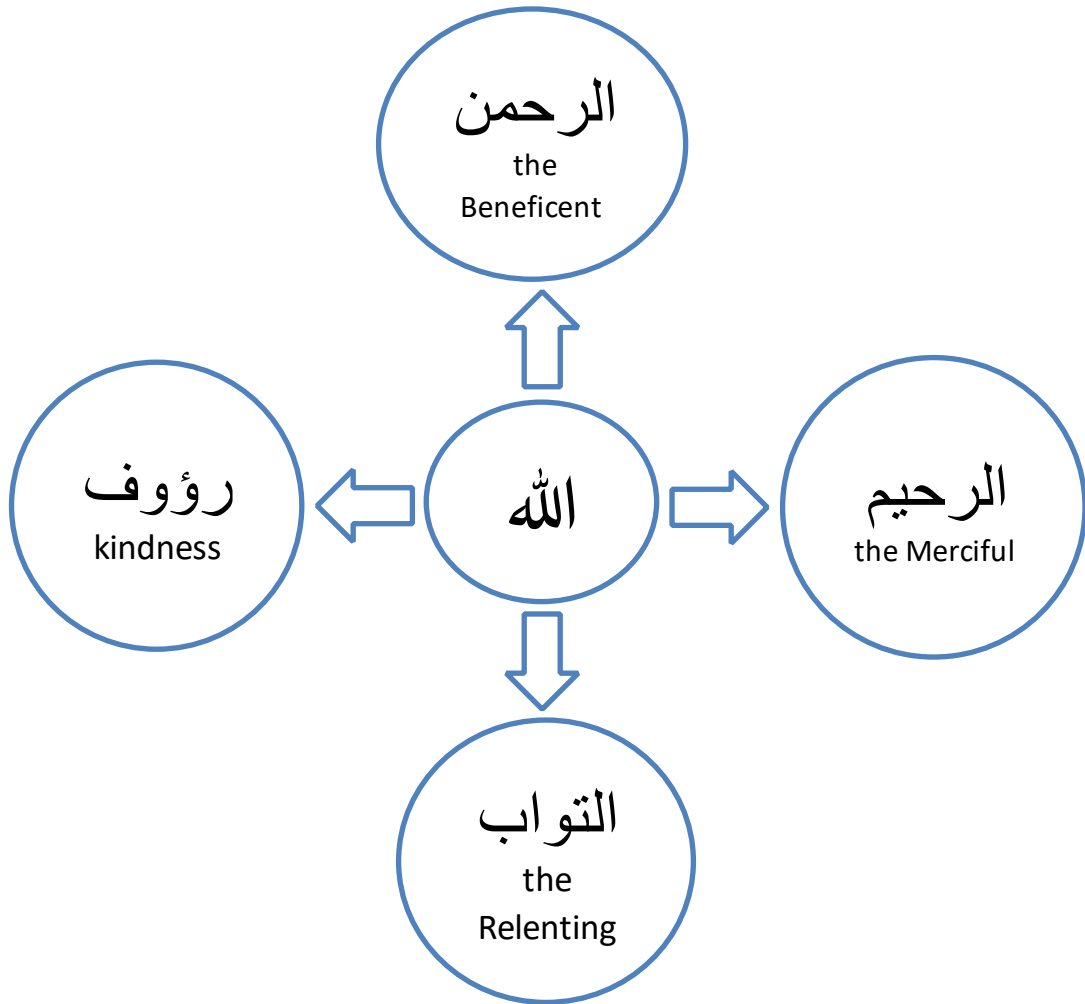 الرحمن
the
Beneficent
رؤوف
kindness
الله
الرحيم
the Merciful
التواب
the
Relenting